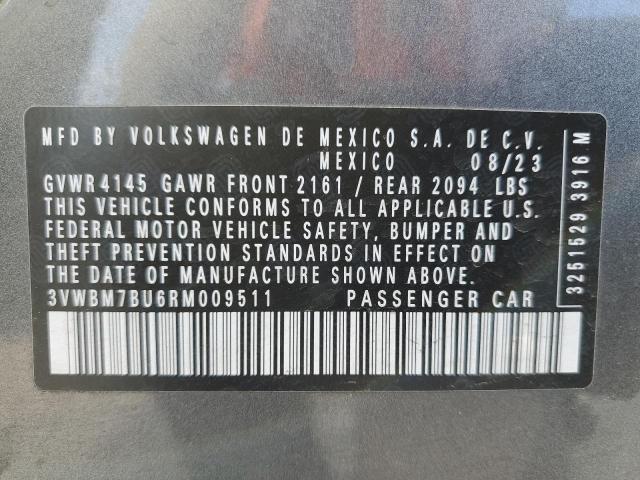 MFD BY VOLKSWAGEN DE MEXICO S.A. DE C.V.
MEXICO 08/23
GVWR 4145 GAWR FRONT 2161 / REAR 2094 LBS
THIS VEHICLE CONFORMS TO ALL APPLICABLE U.S.
FEDERAL MOTOR VEHICLE SAFETY, BUMPER AND
THEFT PREVENTION STANDARDS IN EFFECT ON
THE DATE OF MANUFACTURE SHOWN ABOVE.
3VWBM7BU6RM009511 PASSENGER CAR
3251529 3916 M